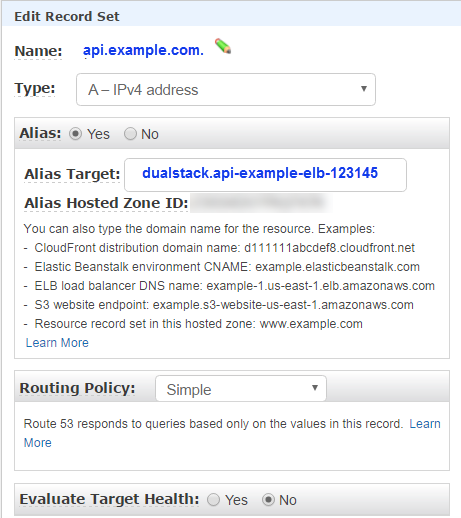 Edit Record Set
Name: api.example.com.
Type: A – IPv4 address
Alias: Yes No
Alias Target: dualstack.api-example-elb-123145
Alias Hosted Zone ID:
You can also type the domain name for the resource. Examples:
- CloudFront distribution domain name: d111111abcdef8.cloudfront.net
- Elastic Beanstalk environment CNAME: example.elasticbeanstalk.com
- ELB load balancer DNS name: example-1.us-east-1.elb.amazonaws.com
- S3 website endpoint: example.s3-website-us-east-1.amazonaws.com
- Resource record set in this hosted zone: www.example.com
Learn More
Routing Policy: Simple
Route 53 responds to queries based only on the values in this record. Learn
More
Evaluate Target Health: Yes No